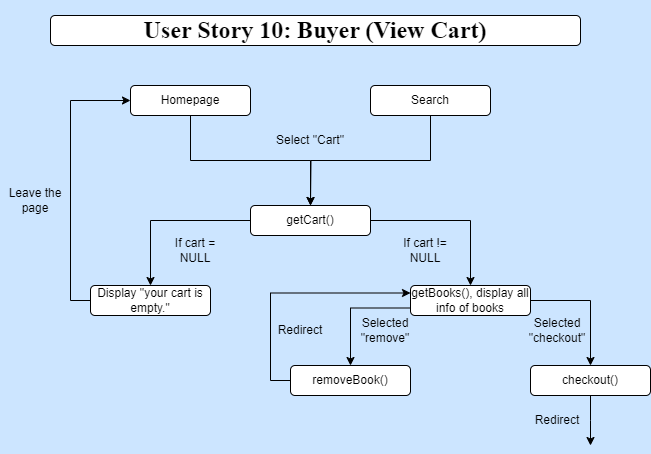 User Story 10: Buyer (View Cart)
Homepage
Search
Select "Cart"
Leave the
page
getCart()
If cart =
NULL
If cart !=
NULL
Display "your cart is
empty."
getBooks(), display all
info of books
Redirect
Selected
"remove"
Selected
"checkout"
removeBook()
checkout()
Redirect